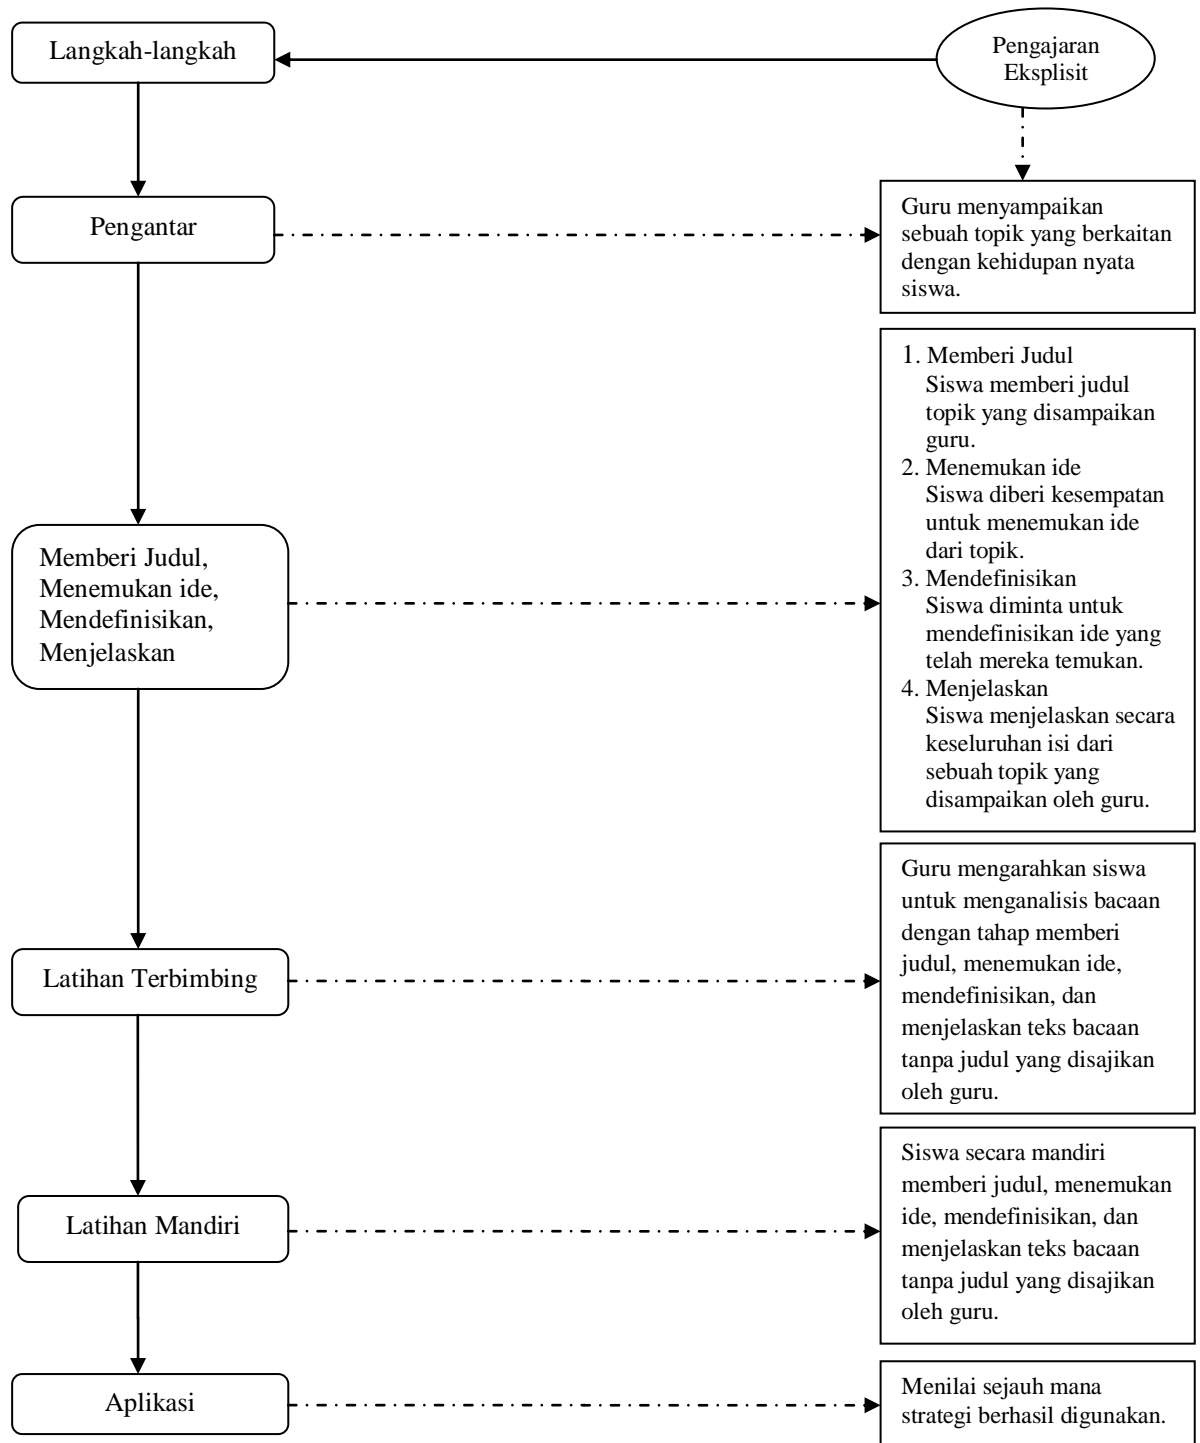 Langkah-langkah
Pengajaran
Eksplisit
Pengantar
Guru menyampaikan
sebuah topik yang berkaitan
dengan kehidupan nyata
siswa.
Memberi Judul,
Menemukan ide,
Mendefinisikan,
Menjelaskan
1. Memberi Judul
Siswa memberi judul
topik yang disampaikan
guru.
2. Menemukan ide
Siswa diberi kesempatan
untuk menemukan ide
dari topik.
3. Mendefinisikan
Siswa diminta untuk
mendefinisikan ide yang
telah mereka temukan.
4. Menjelaskan
Siswa menjelaskan secara
keseluruhan isi dari
sebuah topik yang
disampaikan oleh guru.
Latihan Terbimbing
Guru mengarahkan siswa
untuk menganalisis bacaan
dengan tahap memberi
judul, menemukan ide,
mendefinisikan, dan
menjelaskan teks bacaan
tanpa judul yang disajikan
oleh guru.
Latihan Mandiri
Siswa secara mandiri
memberi judul, menemukan
ide, mendefinisikan, dan
menjelaskan teks bacaan
tanpa judul yang disajikan
oleh guru.
Aplikasi
Menilai sejauh mana
strategi berhasil digunakan.